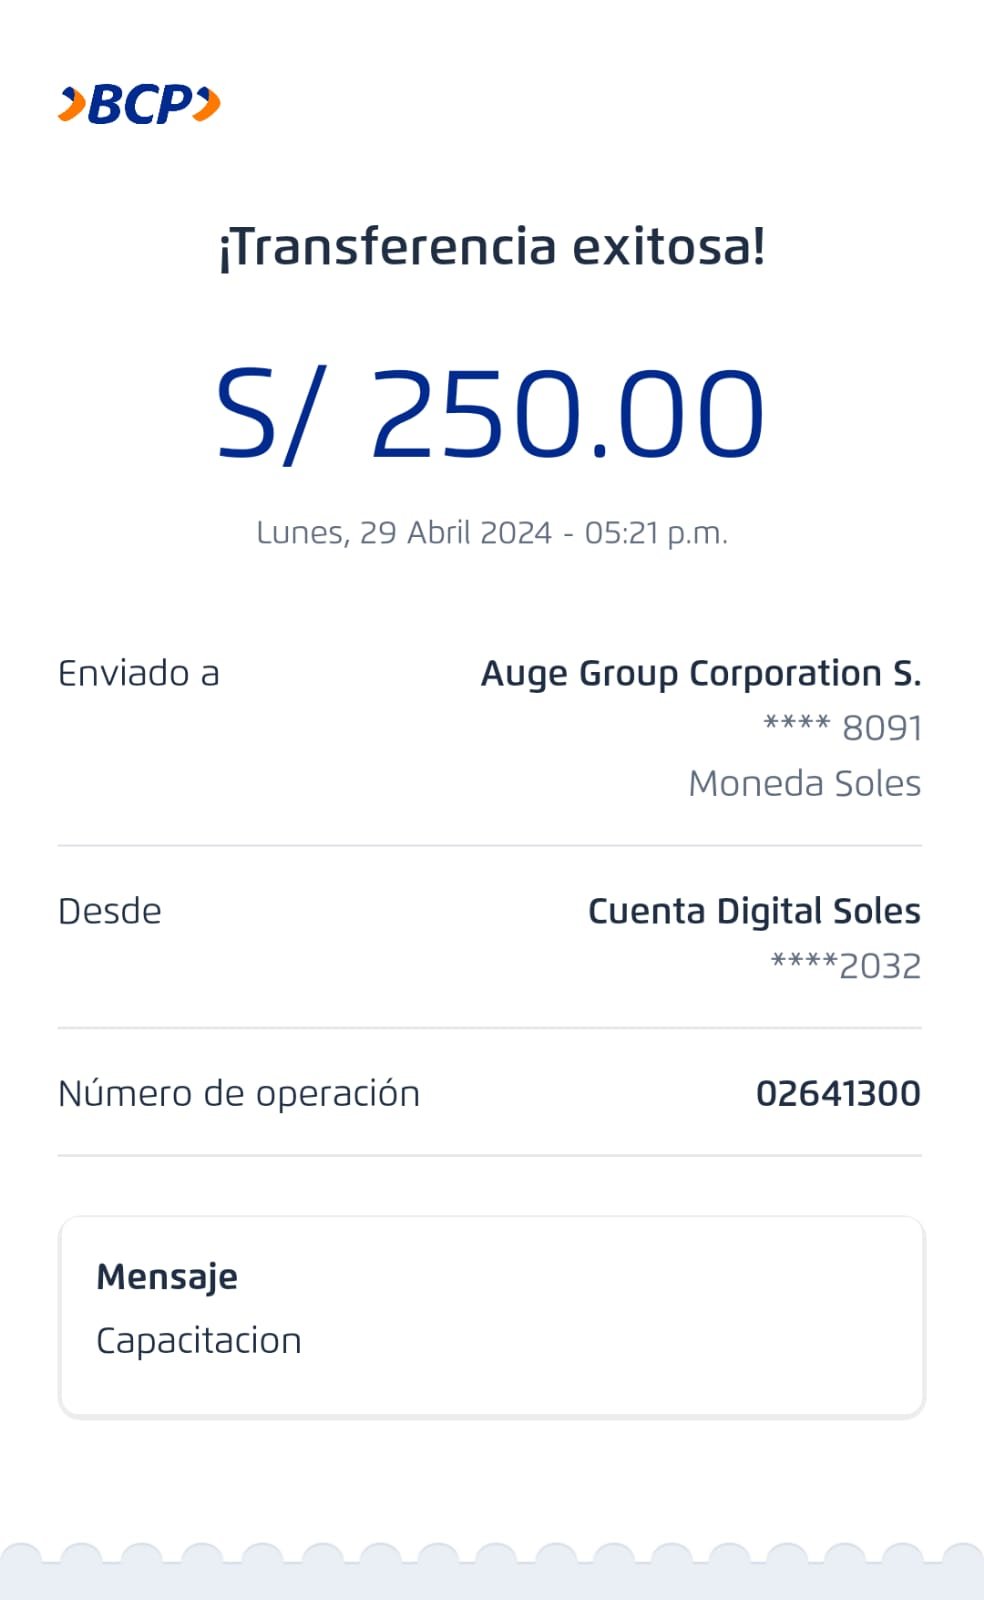 BCP
¡Transferencia exitosa!
S/ 250.00
Lunes, 29 Abril 2024 - 05:21 p.m.
Enviado a
Auge Group Corporation S.
**** 8091
Moneda Soles
Desde
Cuenta Digital Soles
****2032
Número de operación
02641300
Mensaje
Capacitacion